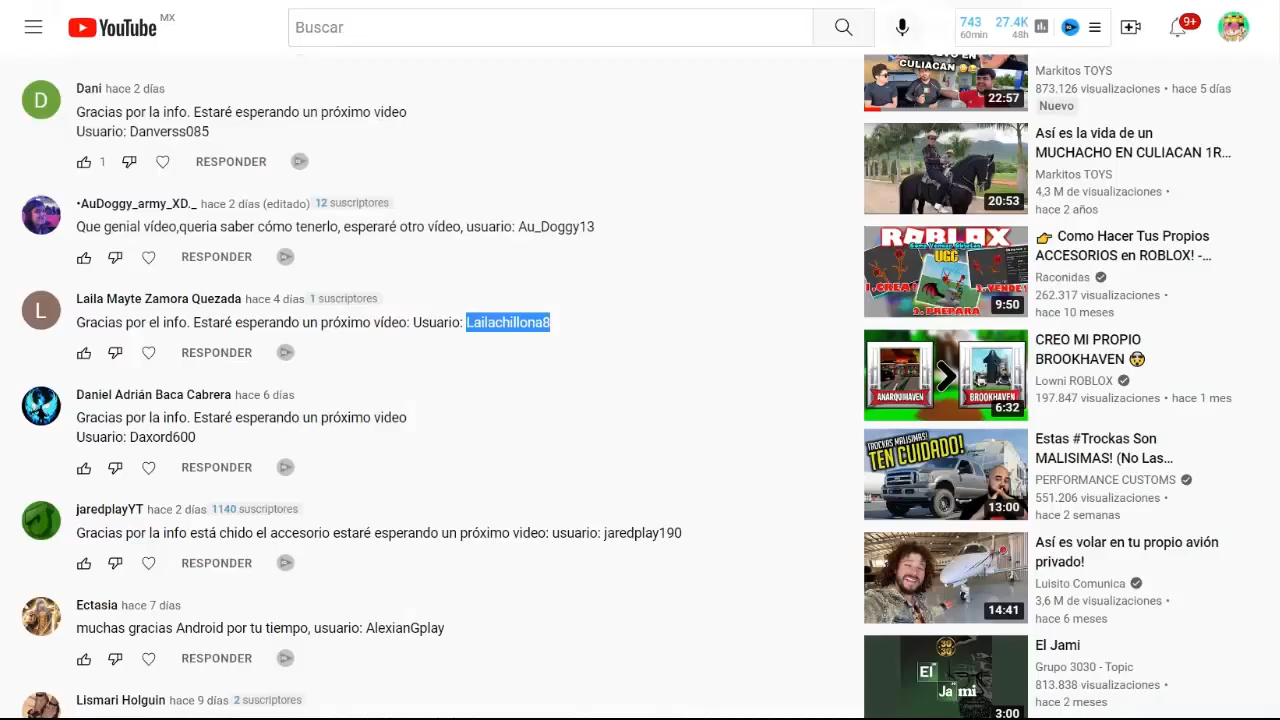 YouTube MX
Buscar
743 27.4K
60min 48h
9+
Dani hace 2 días
Gracias por la info. Estaré esperando un próximo video
Usuario: Danverss085
1 RESPONDER
•AuDoggy_army_XD._ hace 2 días (editado) 12 suscriptores
Que genial vídeo,queria saber cómo tenerlo, esperaré otro vídeo, usuario: Au_Doggy13
RESPONDER
Laila Mayte Zamora Quezada hace 4 días 1 suscriptores
Gracias por el info. Estaré esperando un próximo vídeo: Usuario: Lailachillona8
RESPONDER
Daniel Adrián Baca Cabrera hace 6 días
Gracias por la info. Estaré esperando un próximo video
Usuario: Daxord600
RESPONDER
jaredplayYT hace 2 días 1140 suscriptores
Gracias por la info está chido el accesorio estaré esperando un próximo video: usuario: jaredplay190
RESPONDER
Ectasia hace 7 días
muchas gracias Android por tu tiempo, usuario: AlexianGplay
RESPONDER
Lismari Holguin hace 9 días 2 suscriptores
CULIACAN
22:57
Markitos TOYS
873.126 visualizaciones • hace 5 días
Nuevo
20:53
Así es la vida de un
MUCHACHO EN CULIACAN 1R...
Markitos TOYS
4,3 M de visualizaciones •
hace 2 años
ROBLOX
UGC
1.CREA
2. PREPARA
3.VENDE
9:50
Como Hacer Tus Propios
ACCESORIOS en ROBLOX! -...
Raconidas
262.317 visualizaciones •
hace 10 meses
ANARQUIHAVEN
BROOKHAVEN
6:32
CREO MI PROPIO
BROOKHAVEN
Lowni ROBLOX
197.847 visualizaciones • hace 1 mes
TROCKAS MALISIMAS!
TEN CUIDADO!
13:00
Estas #Trockas Son
MALISIMAS! (No Las...
PERFORMANCE CUSTOMS
551.206 visualizaciones •
hace 2 semanas
14:41
Así es volar en tu propio avión
privado!
Luisito Comunica
3,6 M de visualizaciones •
hace 6 meses
30
30
El
Jami
3:00
El Jami
Grupo 3030 - Topic
813.838 visualizaciones •
hace 2 meses